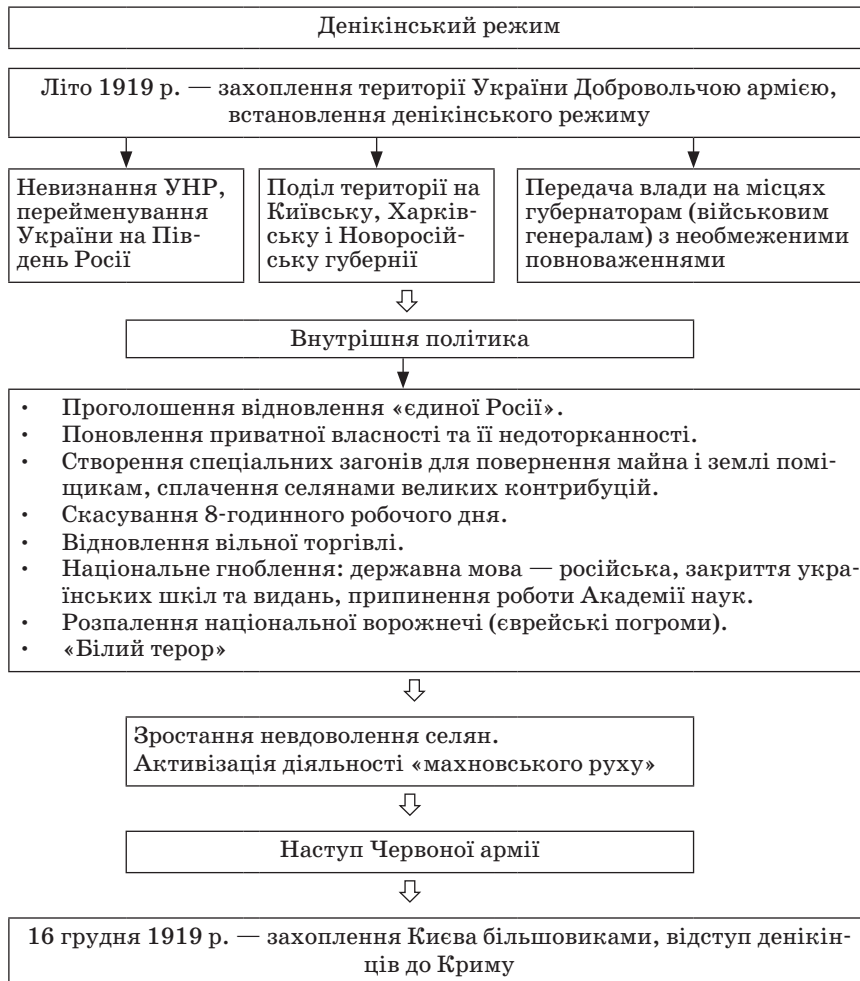 Денікінський режим
Літо 1919 р. — захоплення території України Добровольчою армією,
встановлення денікінського режиму
Невизнання УНР,
перейменування
України на Пів-
день Росії
Поділ території на
Київську, Харків-
ську і Новоросій-
ську губернії
Передача влади на місцях
губернаторам (військовим
генералам) з необмеженими
повноваженнями
Внутрішня політика
• Проголошення відновлення «єдиної Росії».
• Поновлення приватної власності та її недоторканності.
• Створення спеціальних загонів для повернення майна і землі помі-
щикам, сплачення селянами великих контрибуцій.
• Скасування 8-годинного робочого дня.
• Відновлення вільної торгівлі.
• Національне гноблення: державна мова — російська, закриття укра-
їнських шкіл та видань, припинення роботи Академії наук.
• Розпалення національної ворожнечі (єврейські погроми).
• «Білий терор»
Зростання невдоволення селян.
Активізація діяльності «махновського руху»
Наступ Червоної армії
16 грудня 1919 р. — захоплення Києва більшовиками, відступ денікін-
ців до Криму